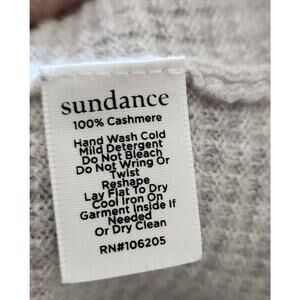 sundance
100% Cashmere
Hand Wash Cold
Mild Detergent
Do Not Bleach
Do Not Wring Or
Twist
Reshape
Lay Flat To Dry
Cool Iron On
Garment Inside If
Needed
Or Dry Clean
RN#106205